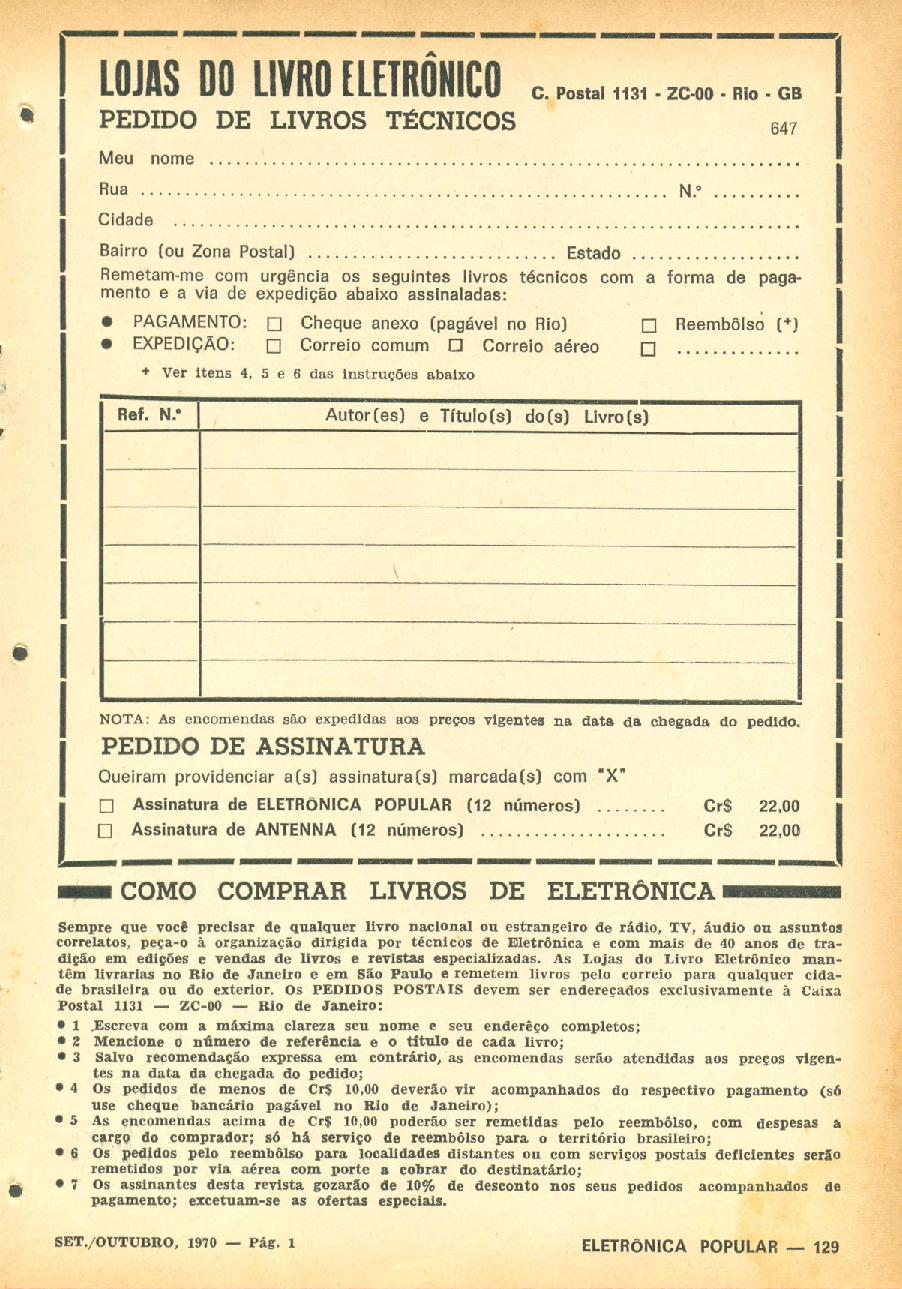 LOJAS DO LIVRO ELETRÔNICO C. Postal 1131 - ZC-00 - Rio - GB
PEDIDO DE LIVROS TÉCNICOS 647
Meu nome ..........
Rua .......... N.º ..........
Cidade ..........
Bairro (ou Zona Postal) .......... Estado ..........
Remetam-me com urgência os seguintes livros técnicos com a forma de paga-
mento e a via de expedição abaixo assinaladas:
● PAGAMENTO: □ Cheque anexo (pagável no Rio) □ Reembôlso (+)
● EXPEDIÇÃO: □ Correio comum □ Correio aéreo □ ..............
+ Ver itens 4, 5 e 6 das instruções abaixo
Ref. N.º Autor(es) e Título(s) do(s) Livro(s)
NOTA: As encomendas são expedidas aos preços vigentes na data da chegada do pedido.
PEDIDO DE ASSINATURA
Queiram providenciar a(s) assinatura(s) marcada(s) com "X"
□ Assinatura de ELETRÔNICA POPULAR (12 números) ........ Cr$ 22,00
□ Assinatura de ANTENNA (12 números) ..................... Cr$ 22,00
COMO COMPRAR LIVROS DE ELETRÔNICA
Sempre que você precisar de qualquer livro nacional ou estrangeiro de rádio, TV, áudio ou assuntos
correlatos, peça-o à organização dirigida por técnicos de Eletrônica e com mais de 40 anos de tra-
dição em edições e vendas de livros e revistas especializadas. As Lojas do Livro Eletrônico man-
têm livrarias no Rio de Janeiro e em São Paulo e remetem livros pelo correio para qualquer cida-
de brasileira ou do exterior. Os PEDIDOS POSTAIS devem ser endereçados exclusivamente à Caixa
Postal 1131 — ZC-00 — Rio de Janeiro:
● 1 Escreva com a máxima clareza seu nome e seu enderêço completos;
● 2 Mencione o número de referência e o título de cada livro;
● 3 Salvo recomendação expressa em contrário, as encomendas serão atendidas aos preços vigen-
tes na data da chegada do pedido;
● 4 Os pedidos de menos de Cr$ 10,00 deverão vir acompanhados do respectivo pagamento (só
use cheque bancário pagável no Rio de Janeiro);
● 5 As encomendas acima de Cr$ 10,00 poderão ser remetidas pelo reembôlso, com despesas a
cargo do comprador; só há serviço de reembôlso para o território brasileiro;
● 6 Os pedidos pelo reembôlso para localidades distantes ou com serviços postais deficientes serão
remetidos por via aérea com porte a cobrar do destinatário;
● 7 Os assinantes desta revista gozarão de 10% de desconto nos seus pedidos acompanhados de
pagamento; excetuam-se as ofertas especiais.
SET./OUTUBRO, 1970 — Pág. 1 ELETRÔNICA POPULAR — 129